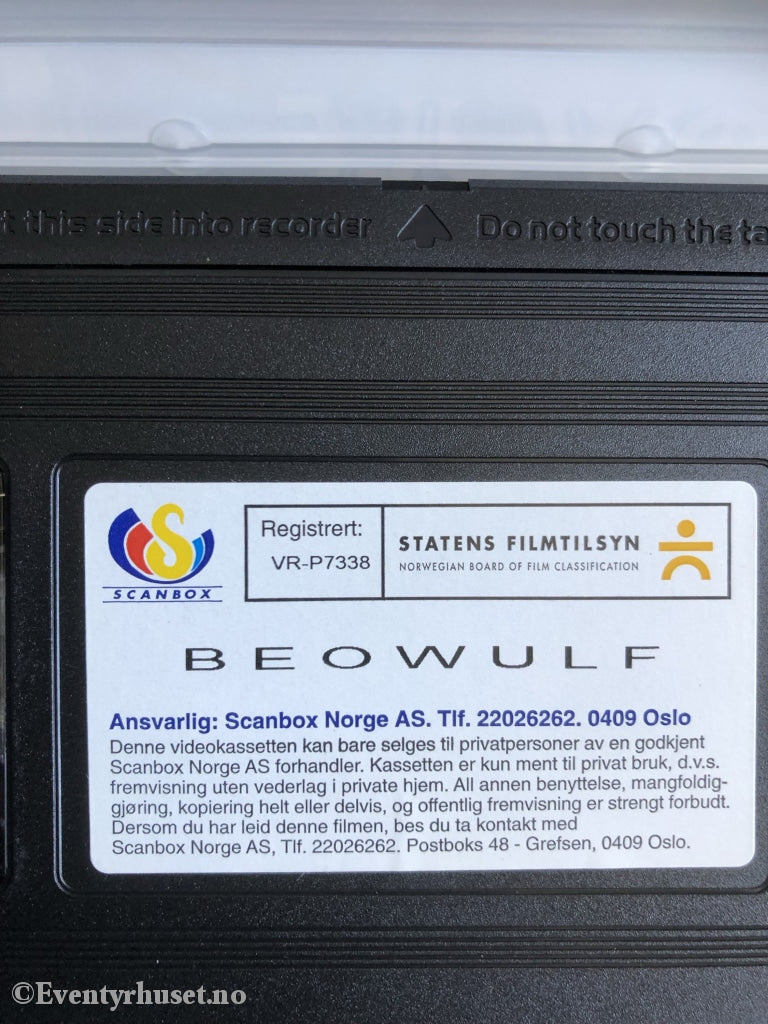 this side into recorder Do not touch the
SCANBOX
Registrert:
VR-P7338
STATENS FILMTILSYN
NORWEGIAN BOARD OF FILM CLASSIFICATION
BEOWULF
Ansvarlig: Scanbox Norge AS. Tlf. 22026262. 0409 Oslo
Denne videokassetten kan bare selges til privatpersoner av en godkjent
Scanbox Norge AS forhandler. Kassetten er kun ment til privat bruk, d.v.s.
fremvisning uten vederlag i private hjem. All annen benyttelse, mangfoldig-
gjøring, kopiering helt eller delvis, og offentlig fremvisning er strengt forbudt.
Dersom du har leid denne filmen, bes du ta kontakt med
Scanbox Norge AS, Tlf. 22026262. Postboks 48 - Grefsen, 0409 Oslo.
©Eventyrhuset.no